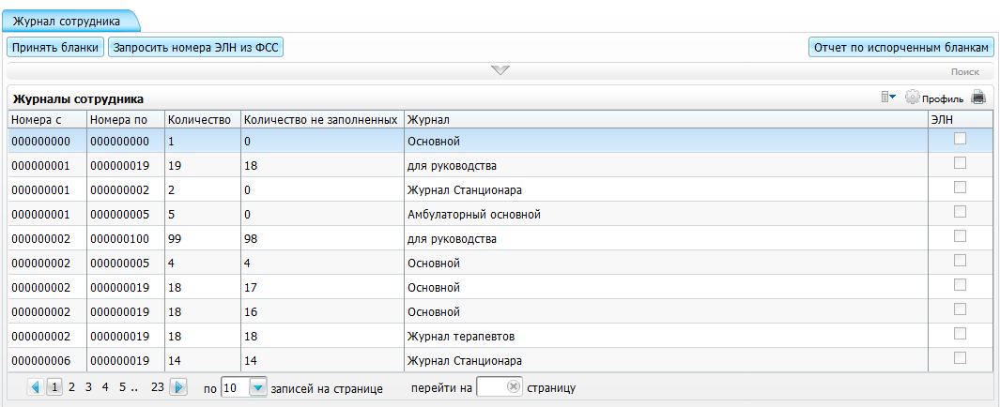 Журнал сотрудника
Принять бланки Запросить номера ЭЛН из ФСС Отчет по испорченным бланкам
Поиск
Журналы сотрудника Профиль
Номера с Номера по Количество Количество не заполненных Журнал ЭЛН
000000000 000000000 1 0 Основной
000000001 000000019 19 18 для руководства
000000001 000000002 2 0 Журнал Станционара
000000001 000000005 5 0 Амбулаторный основной
000000002 000000100 99 98 для руководства
000000002 000000005 4 4 Основной
000000002 000000019 18 17 Основной
000000002 000000019 18 16 Основной
000000002 000000019 18 18 Журнал терапевтов
000000006 000000019 14 14 Журнал Станционара
1 2 3 4 5 .. 23 по 10 записей на странице перейти на страницу